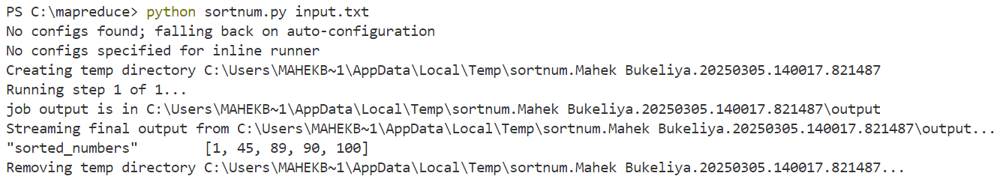 PS C:\mapreduce> python sortnum.py input.txt
No configs found; falling back on auto-configuration
No configs specified for inline runner
Creating temp directory C:\Users\MAHEKB~1\AppData\Local\Temp\sortnum.Mahek Bukeliya.20250305.140017.821487
Running step 1 of 1...
job output is in C:\Users\MAHEKB~1\AppData\Local\Temp\sortnum.Mahek Bukeliya.20250305.140017.821487\output
Streaming final output from C:\Users\MAHEKB~1\AppData\Local\Temp\sortnum.Mahek Bukeliya.20250305.140017.821487\output...
"sorted_numbers"        [1, 45, 89, 90, 100]
Removing temp directory C:\Users\MAHEKB~1\AppData\Local\Temp\sortnum.Mahek Bukeliya.20250305.140017.821487...